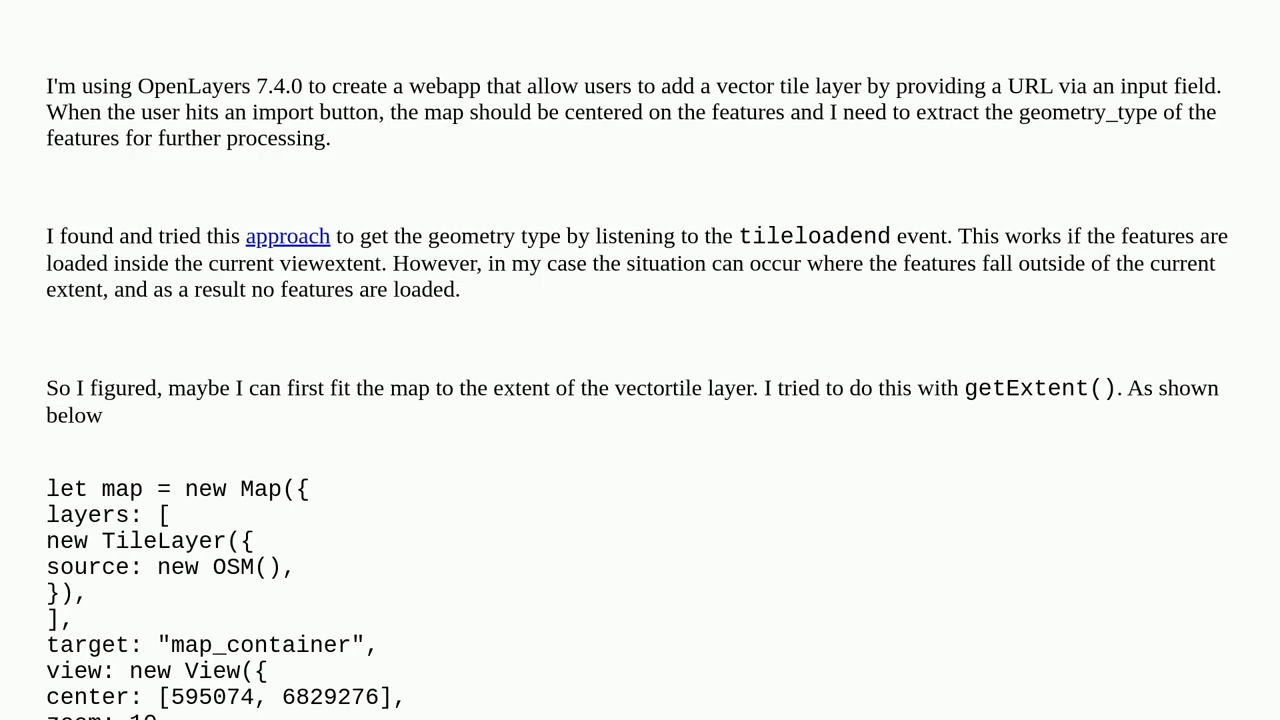 I'm using OpenLayers 7.4.0 to create a webapp that allow users to add a vector tile layer by providing a URL via an input field.
When the user hits an import button, the map should be centered on the features and I need to extract the geometry_type of the
features for further processing.
I found and tried this approach to get the geometry type by listening to the tileloadend event. This works if the features are
loaded inside the current viewextent. However, in my case the situation can occur where the features fall outside of the current
extent, and as a result no features are loaded.
So I figured, maybe I can first fit the map to the extent of the vectortile layer. I tried to do this with getExtent(). As shown
below
let map = new Map({
layers: [
new TileLayer({
source: new OSM(),
}),
],
target: "map_container",
view: new View({
center: [595074, 6829276],